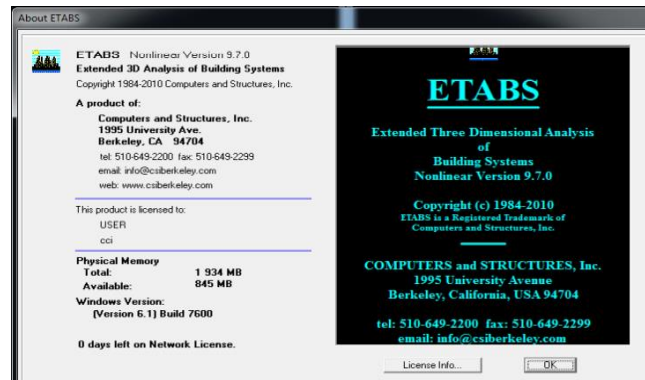 About ETABS
ETABS Nonlinear Version 9.7.0
Extended 3D Analysis of Building Systems
Copyright 1984-2010 Computers and Structures, Inc.
A product of:
Computers and Structures, Inc.
1995 University Ave.
Berkeley, CA 94704
tel: 510-649-2200 fax: 510-649-2299
email: info@csiberkeley.com
web: www.csiberkeley.com
This product is licensed to:
USER
cci
Physical Memory
Total: 1 934 MB
Available: 845 MB
Windows Version:
(Version 6.1) Build 7600
0 days left on Network License.
ETABS
Extended Three Dimensional Analysis
of
Building Systems
Nonlinear Version 9.7.0
Copyright (c) 1984-2010
ETABS is a Registered Trademark of
Computers and Structures, Inc.
COMPUTERS and STRUCTURES, Inc.
1995 University Avenue
Berkeley, California, USA 94704
tel: 510-649-2200 fax: 510-649-2299
email: info@csiberkeley.com
License Info...
OK